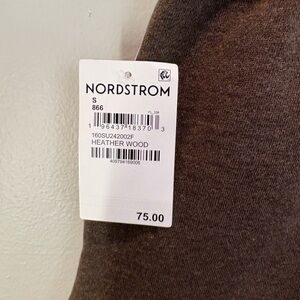 NORDSTROM
S
866
1 96437 18370 3
160SU242002F
HEATHER WOOD
75.00